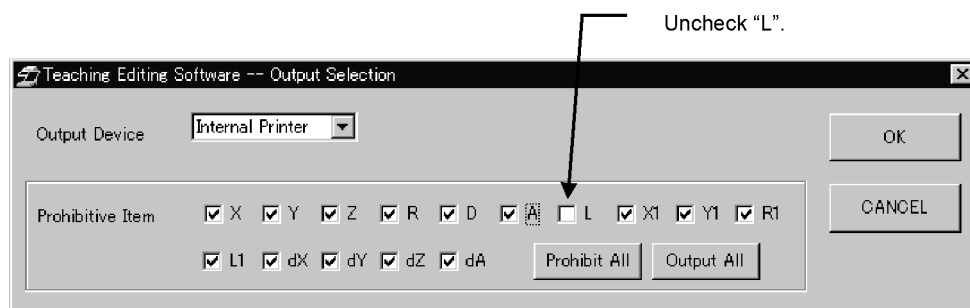 Uncheck “L”.
Teaching Editing Software -- Output Selection
Output Device
Internal Printer
OK
Prohibitive Item
X Y Z R D A L X1 Y1 R1
CANCEL
L1 dX dY dZ dA
Prohibit All
Output All